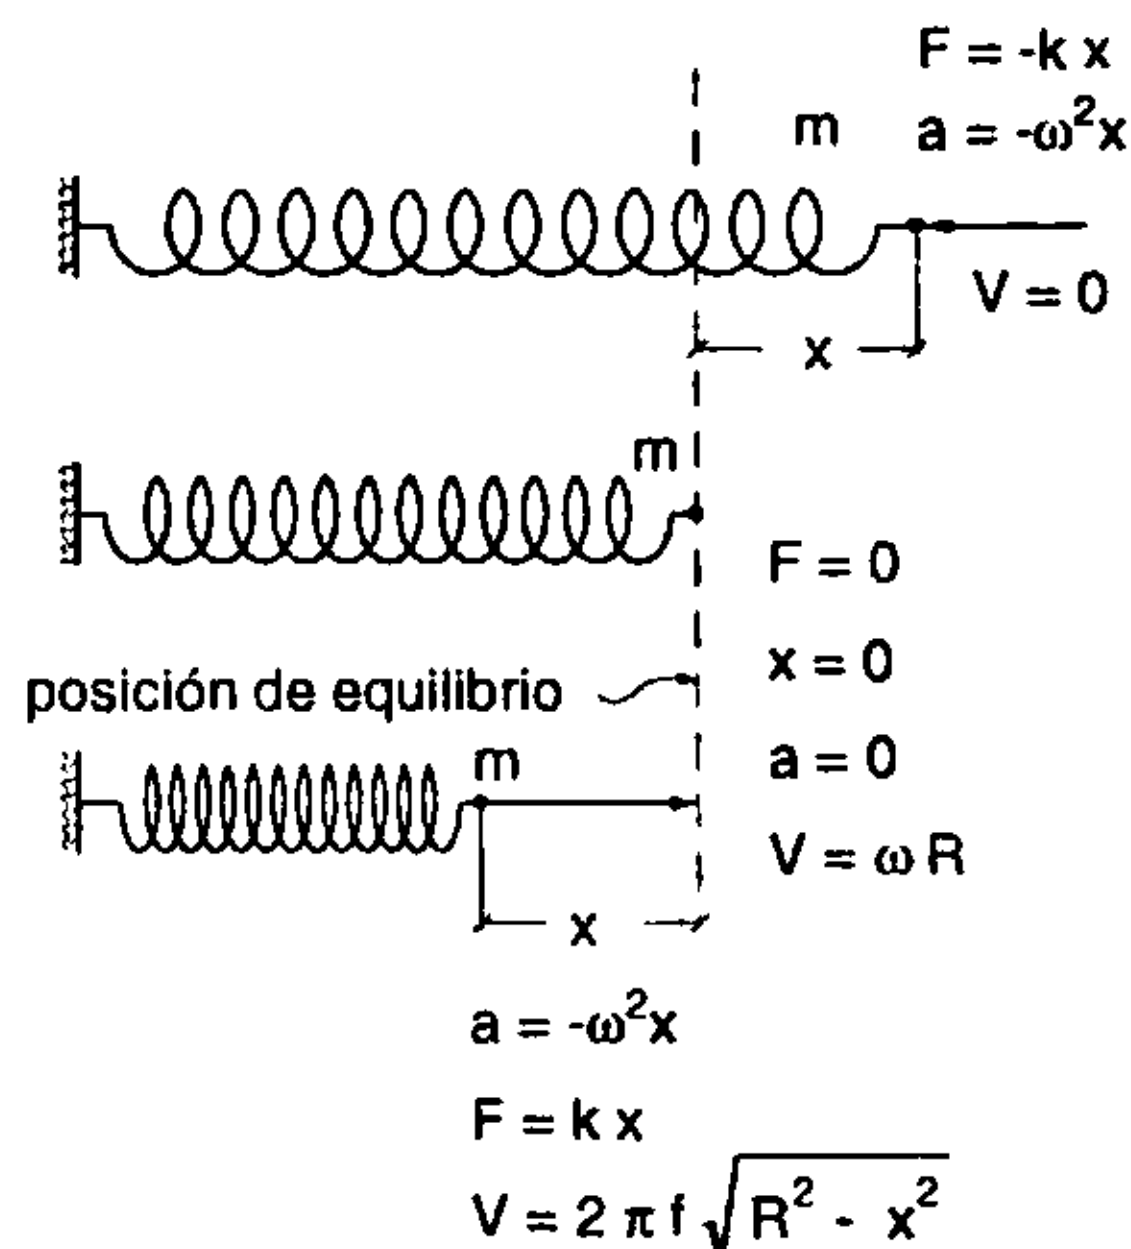 F = -k x
m
a = -ω²x
V = 0
x
m
F = 0
x = 0
posición de equilibrio
a = 0
m
V = ω R
x
a = -ω²x
F = k x
V = 2 π f √R² - x²